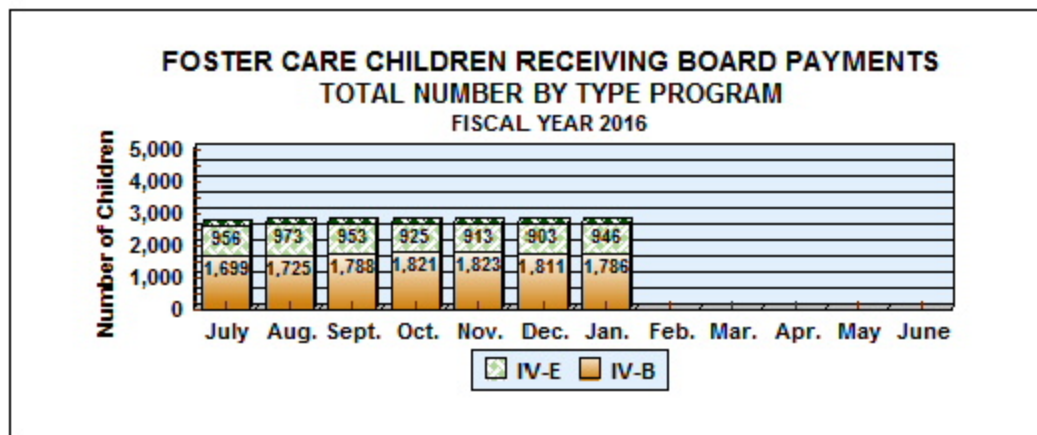 FOSTER CARE CHILDREN RECEIVING BOARD PAYMENTS
TOTAL NUMBER BY TYPE PROGRAM
FISCAL YEAR 2016
Number of Children
5,000
4,000
3,000
2,000
1,000
0
956 973 953 925 913 903 946
1,699 1,725 1,788 1,821 1,823 1,811 1,786
July Aug. Sept. Oct. Nov. Dec. Jan. Feb. Mar. Apr. May June
IV-E IV-B